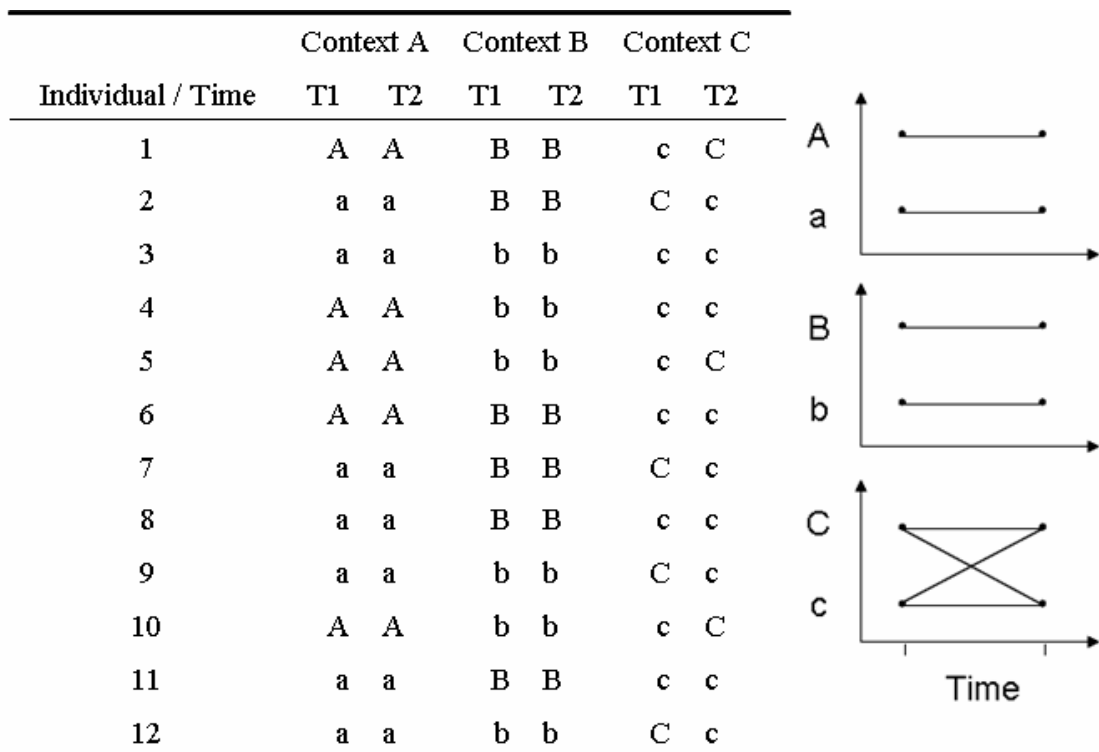 Context A Context B Context C
Individual / Time T1 T2 T1 T2 T1 T2
1 A A B B c C
2 a a B B C c
3 a a b b c c
4 A A b b c c
5 A A b b c C
6 A A B B c c
7 a a B B C c
8 a a B B c c
9 a a b b C c
10 A A b b c C
11 a a B B c c
12 a a b b C c
A
a
B
b
C
c
Time